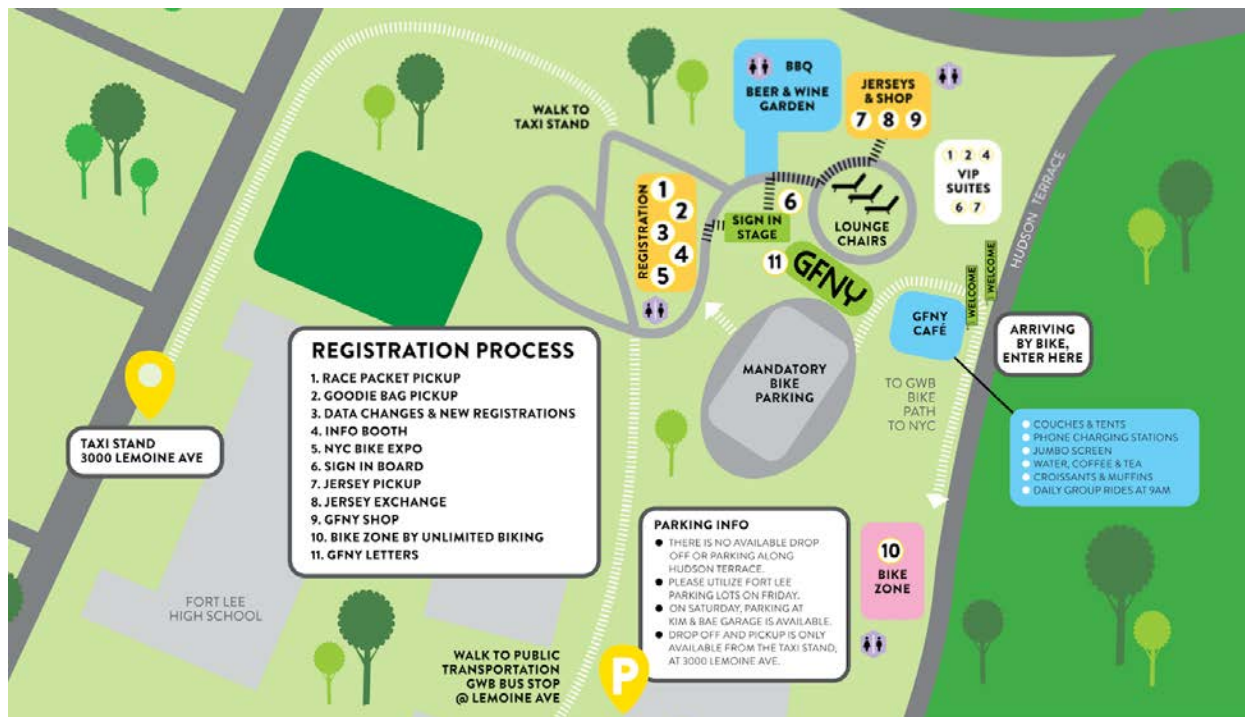 WALK TO
TAXI STAND
BBQ
BEER & WINE
GARDEN
JERSEYS
& SHOP
7 8 9
1 2 4
VIP
SUITES
6 7
HUDSON TERRACE
REGISTRATION
1
2
3
4
5
SIGN IN
STAGE
6
LOUNGE
CHAIRS
11
GFNY
WELCOME
WELCOME
GFNY
CAFÉ
ARRIVING
BY BIKE,
ENTER HERE
MANDATORY
BIKE
PARKING
TO GWB
BIKE
PATH
TO NYC
COUCHES & TENTS
PHONE CHARGING STATIONS
JUMBO SCREEN
WATER, COFFEE & TEA
CROISSANTS & MUFFINS
DAILY GROUP RIDES AT 9AM
TAXI STAND
3000 LEMOINE AVE
REGISTRATION PROCESS
1. RACE PACKET PICKUP
2. GOODIE BAG PICKUP
3. DATA CHANGES & NEW REGISTRATIONS
4. INFO BOOTH
5. NYC BIKE EXPO
6. SIGN IN BOARD
7. JERSEY PICKUP
8. JERSEY EXCHANGE
9. GFNY SHOP
10. BIKE ZONE BY UNLIMITED BIKING
11. GFNY LETTERS
FORT LEE
HIGH SCHOOL
PARKING INFO
THERE IS NO AVAILABLE DROP
OFF OR PARKING ALONG
HUDSON TERRACE.
PLEASE UTILIZE FORT LEE
PARKING LOTS ON FRIDAY.
ON SATURDAY, PARKING AT
KIM & BAE GARAGE IS AVAILABLE.
DROP OFF AND PICKUP IS ONLY
AVAILABLE FROM THE TAXI STAND,
AT 3000 LEMOINE AVE.
10
BIKE
ZONE
WALK TO PUBLIC
TRANSPORTATION
GWB BUS STOP
@ LEMOINE AVE
P